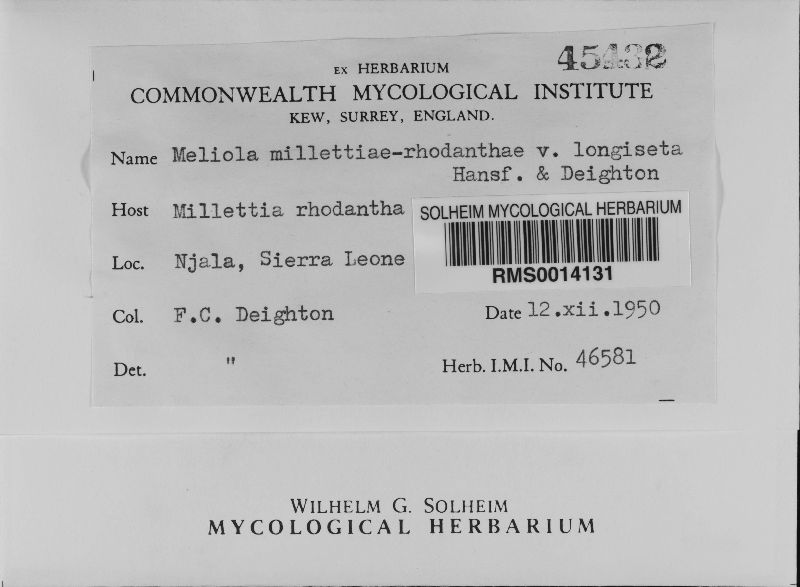 45432
EX HERBARIUM
COMMONWEALTH MYCOLOGICAL INSTITUTE
KEW, SURREY, ENGLAND.
Name Meliola millettiae-rhodanthae v. longiseta
Hansf. & Deighton
Host Millettia rhodantha
SOLHEIM MYCOLOGICAL HERBARIUM
RMS0014131
Loc. Njala, Sierra Leone
Col. F.C. Deighton Date 12.xii.1950
Det. " Herb. I.M.I. No. 46581
WILHELM G. SOLHEIM
MYCOLOGICAL HERBARIUM